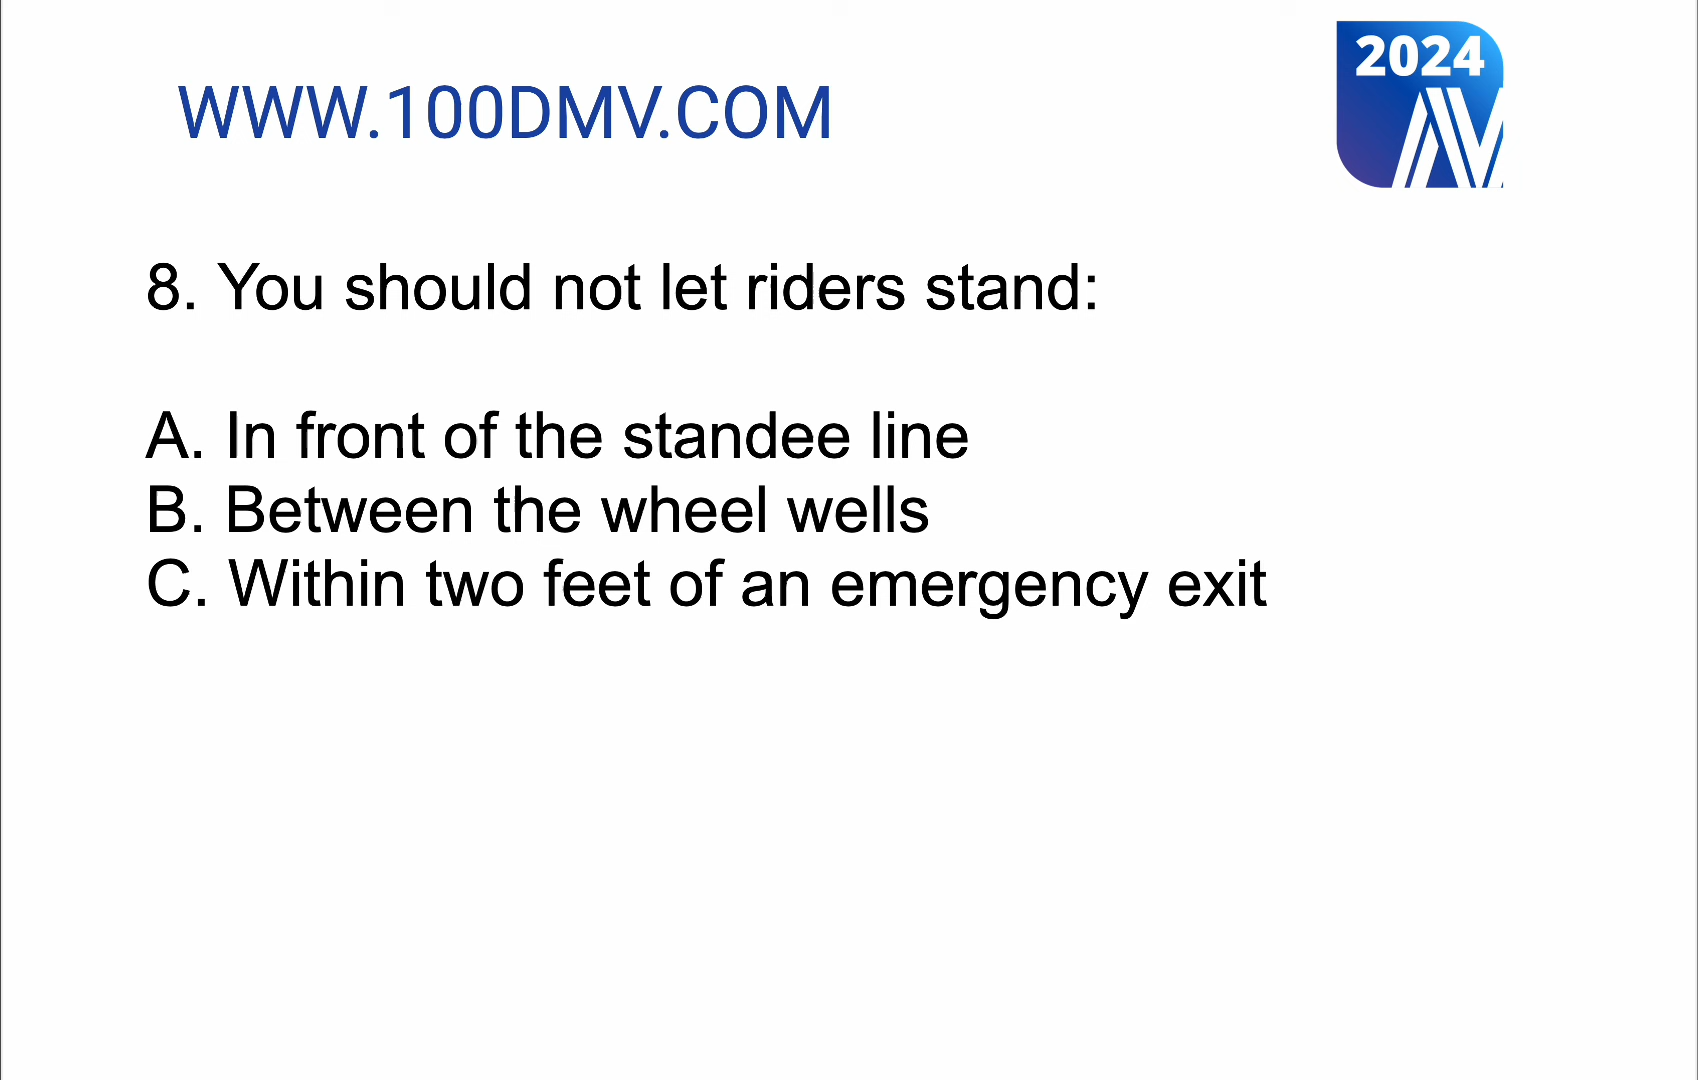 2024
WWW.100DMV.COM
8. You should not let riders stand:
A. In front of the standee line
B. Between the wheel wells
C. Within two feet of an emergency exit